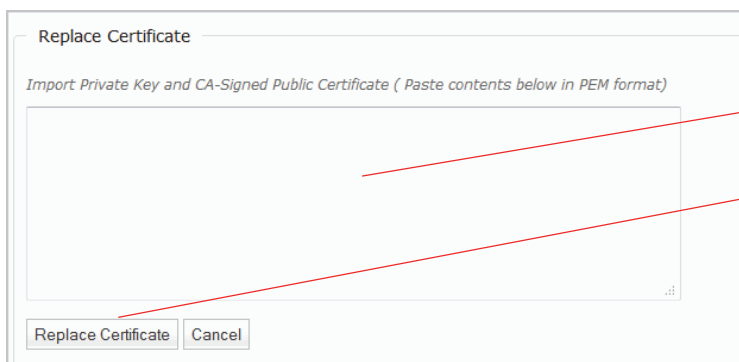 Replace Certificate
Import Private Key and CA-Signed Public Certificate ( Paste contents below in PEM format)
Replace Certificate Cancel